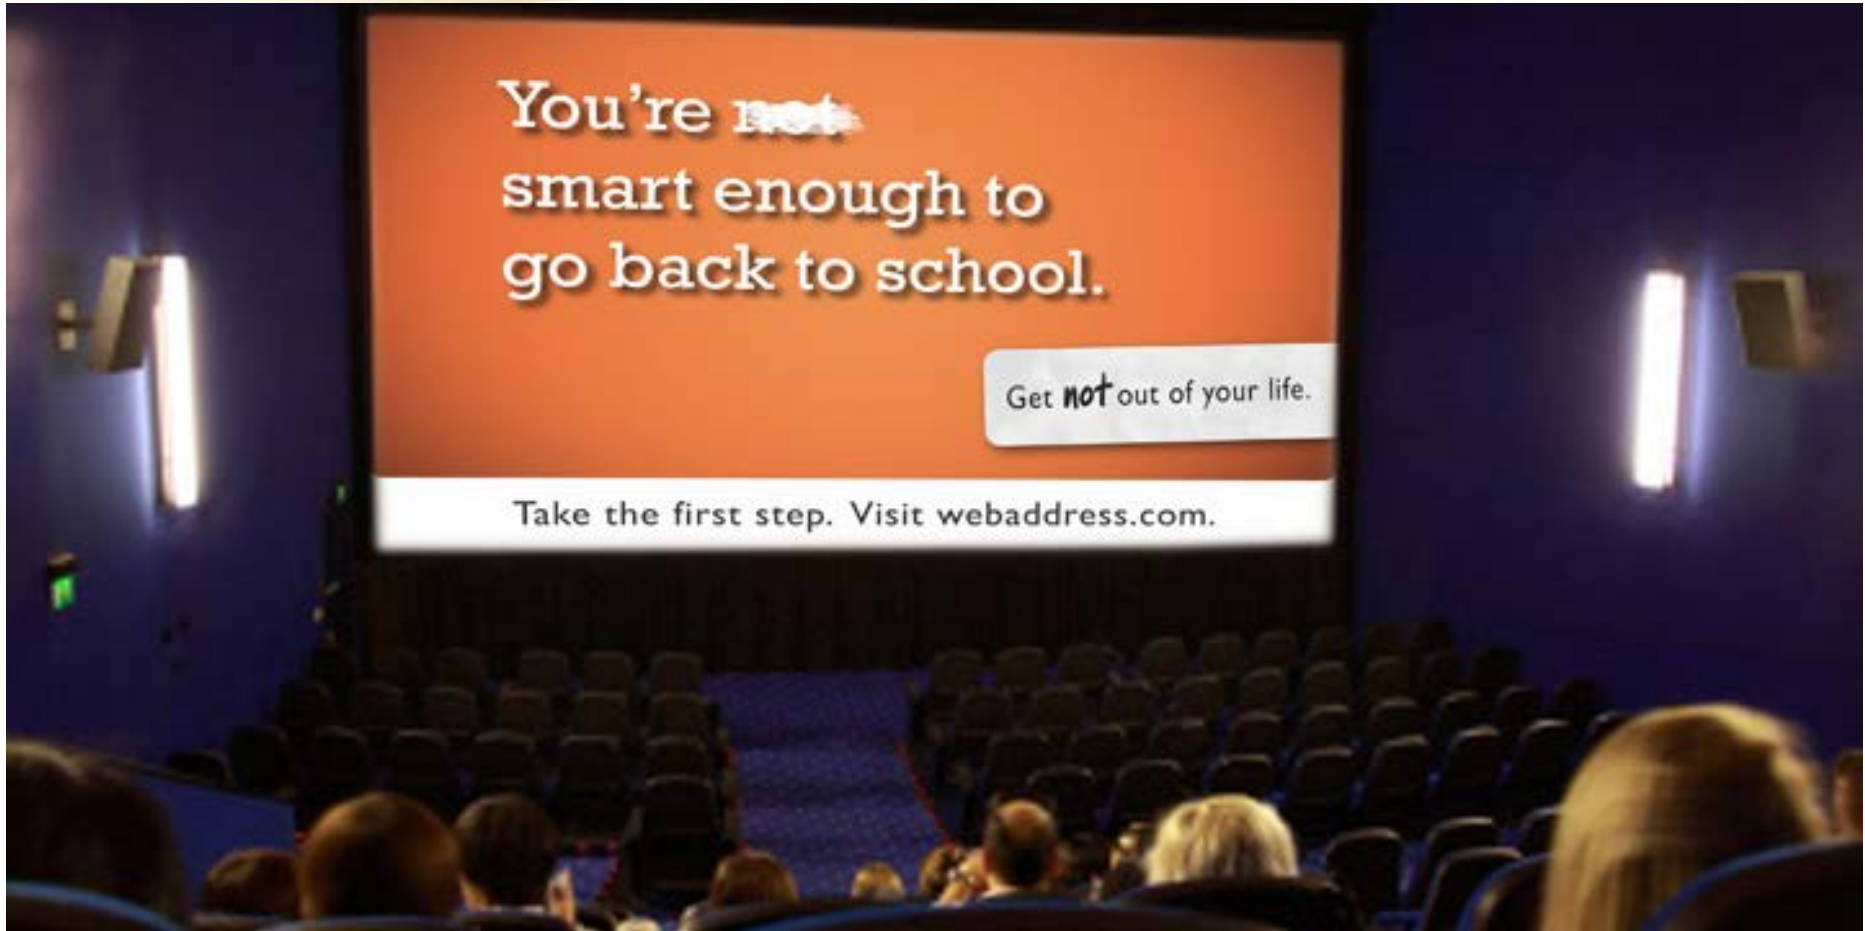 You're not
smart enough to
go back to school.
Get not out of your life.
Take the first step. Visit webaddress.com.